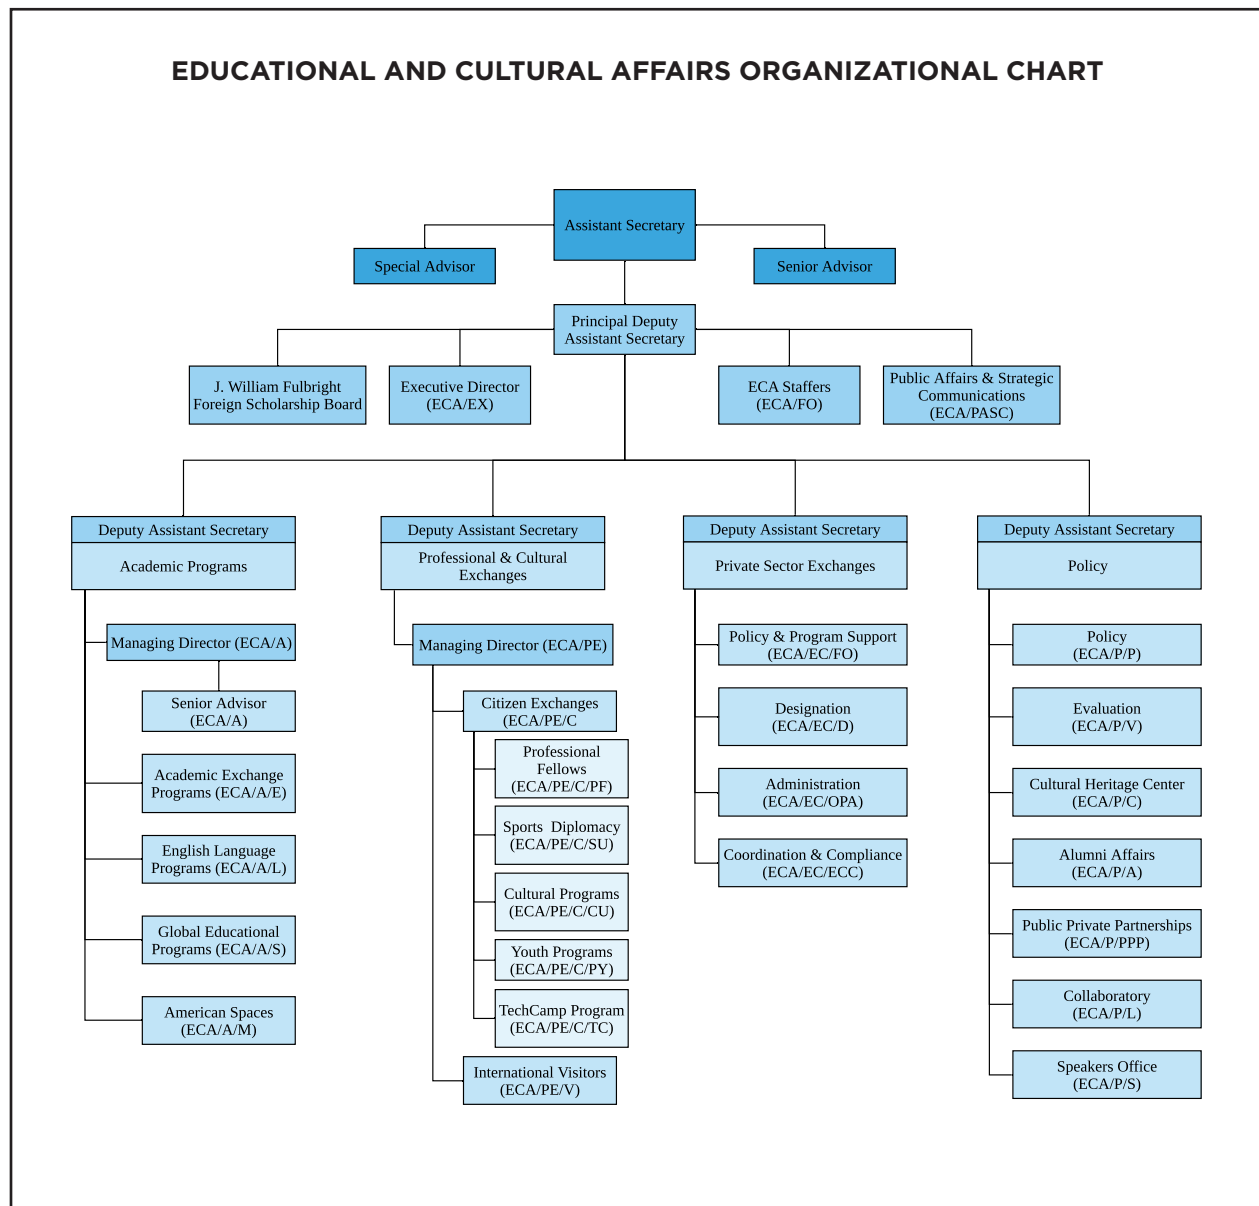 EDUCATIONAL AND CULTURAL AFFAIRS ORGANIZATIONAL CHART
Assistant Secretary
Special Advisor
Senior Advisor
Principal Deputy
Assistant Secretary
J. William Fulbright
Foreign Scholarship Board
Executive Director
(ECA/EX)
ECA Staffers
(ECA/FO)
Public Affairs & Strategic
Communications
(ECA/PASC)
Deputy Assistant Secretary
Academic Programs
Managing Director (ECA/A)
Senior Advisor
(ECA/A)
Academic Exchange
Programs (ECA/A/E)
English Language
Programs (ECA/A/L)
Global Educational
Programs (ECA/A/S)
American Spaces
(ECA/A/M)
Deputy Assistant Secretary
Professional & Cultural
Exchanges
Managing Director (ECA/PE)
Citizen Exchanges
(ECA/PE/C
Professional
Fellows
(ECA/PE/C/PF)
Sports  Diplomacy
(ECA/PE/C/SU)
Cultural Programs
(ECA/PE/C/CU)
Youth Programs
(ECA/PE/C/PY)
TechCamp Program
(ECA/PE/C/TC)
International Visitors
(ECA/PE/V)
Deputy Assistant Secretary
Private Sector Exchanges
Policy & Program Support
(ECA/EC/FO)
Designation
(ECA/EC/D)
Administration
(ECA/EC/OPA)
Coordination & Compliance
(ECA/EC/ECC)
Deputy Assistant Secretary
Policy
Policy
(ECA/P/P)
Evaluation
(ECA/P/V)
Cultural Heritage Center
(ECA/P/C)
Alumni Affairs
(ECA/P/A)
Public Private Partnerships
(ECA/P/PPP)
Collaboratory
(ECA/P/L)
Speakers Office
(ECA/P/S)